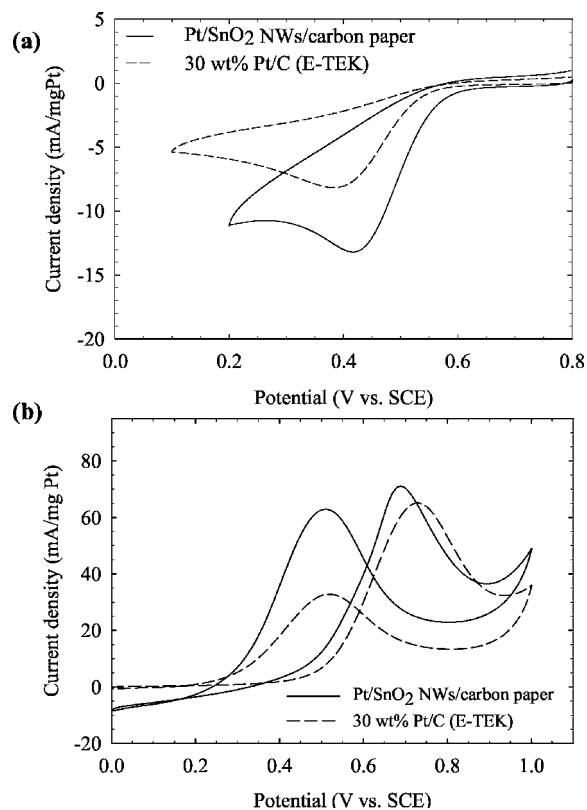 (a)
Pt/SnO2 NWs/carbon paper
30 wt% Pt/C (E-TEK)
Current density (mA/mgPt)
5
0
-5
-10
-15
-20
0.0 0.2 0.4 0.6 0.8
Potential (V vs. SCE)
(b)
Current density (mA/mg Pt)
80
60
40
20
0
-20
Pt/SnO2 NWs/carbon paper
30 wt% Pt/C (E-TEK)
0.0 0.2 0.4 0.6 0.8 1.0
Potential (V vs. SCE)